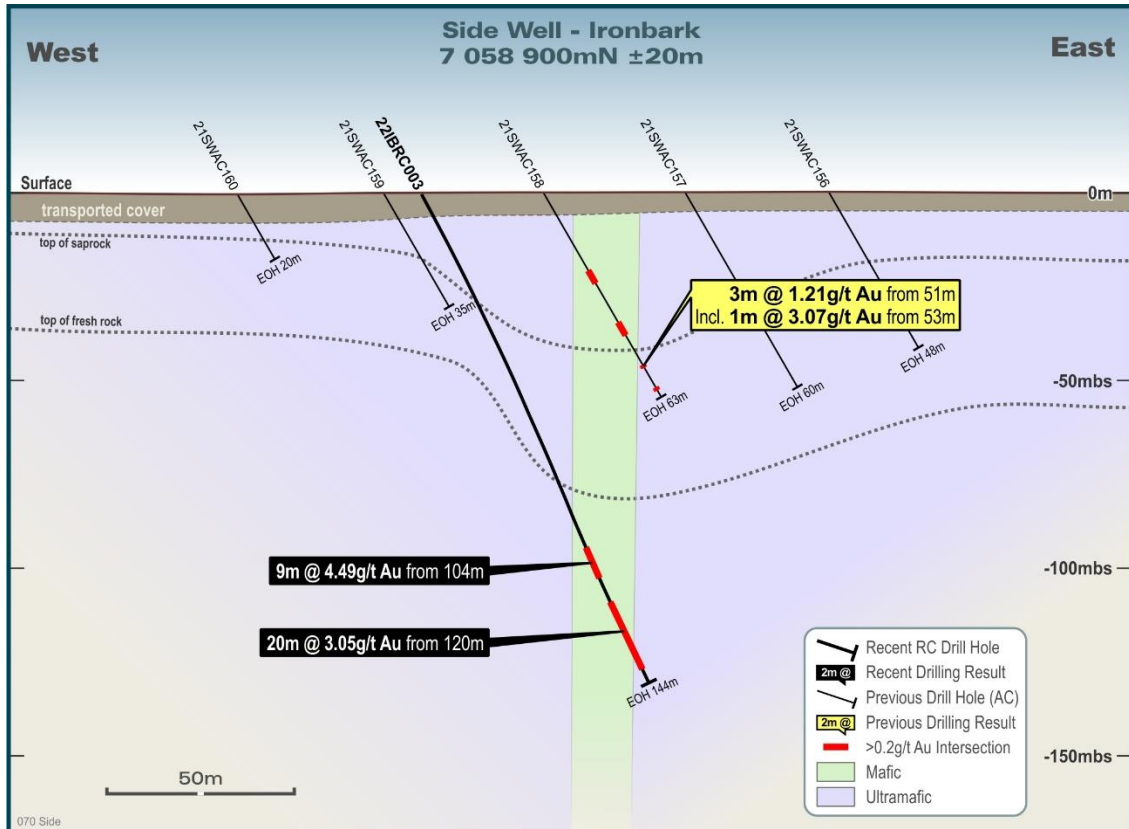 Side Well - Ironbark
7 058 900mN ±20m
West
East
21SWAC160
21SWAC159
22IBRC003
21SWAC158
21SWAC157
21SWAC156
Surface
0m
transported cover
top of saprock
EOH 20m
EOH 35m
3m @ 1.21g/t Au from 51m
Incl. 1m @ 3.07g/t Au from 53m
top of fresh rock
EOH 48m
-50mbs
EOH 63m
EOH 60m
9m @ 4.49g/t Au from 104m
-100mbs
20m @ 3.05g/t Au from 120m
EOH 144m
Recent RC Drill Hole
2m @ Recent Drilling Result
Previous Drill Hole (AC)
2m @ Previous Drilling Result
>0.2g/t Au Intersection
Mafic
Ultramafic
-150mbs
50m
070 Side